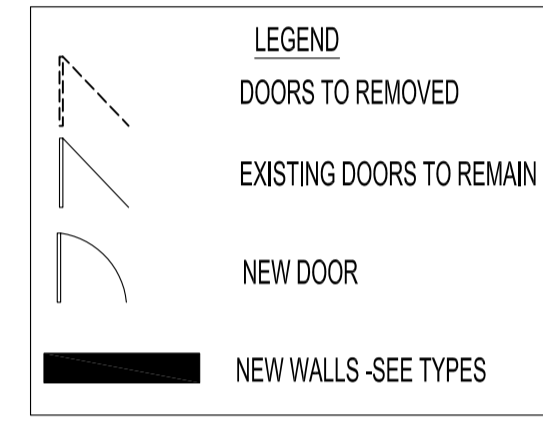 LEGEND
DOORS TO REMOVED
EXISTING DOORS TO REMAIN
NEW DOOR
NEW WALLS -SEE TYPES